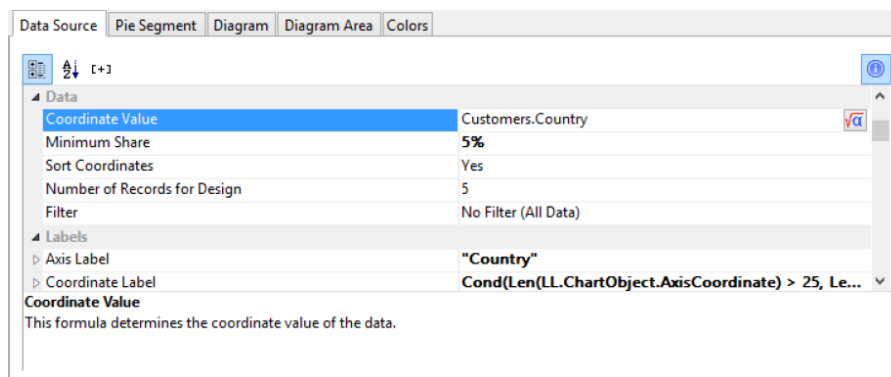 Data Source Pie Segment Diagram Diagram Area Colors
A Z [+]
Data
Coordinate Value Customers.Country √α
Minimum Share 5%
Sort Coordinates Yes
Number of Records for Design 5
Filter No Filter (All Data)
Labels
Axis Label "Country"
Coordinate Label Cond(Len(LL.ChartObject.AxisCoordinate) > 25, Le...
Coordinate Value
This formula determines the coordinate value of the data.